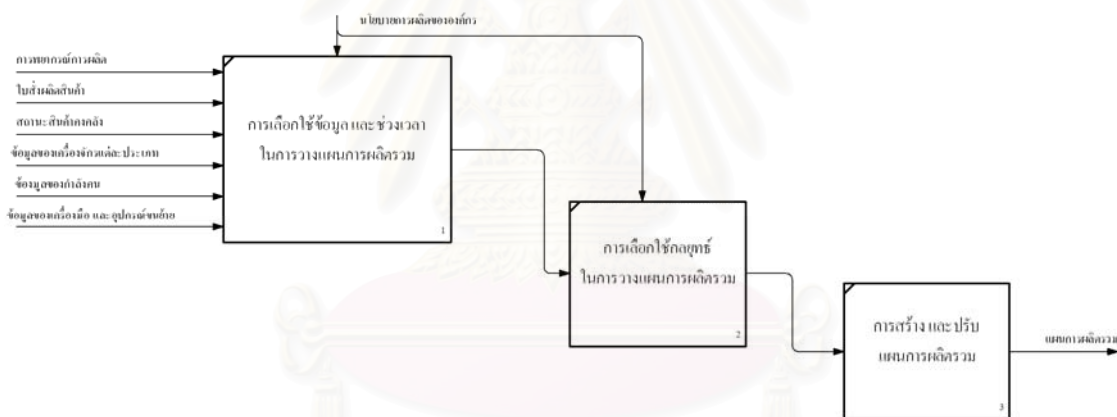 นโยบายการผลิตขององค์กร
การพยากรณ์การผลิต
ใบสั่งผลิตสินค้า
สถานะสินค้าคงคลัง
ข้อมูลของเครื่องจักรแต่ละประเภท
ข้อมูลของกำลังคน
ข้อมูลของเครื่องมือ และ อุปกรณ์ขนย้าย
การเลือกใช้ข้อมูล และ ช่วงเวลา
ในการวางแผนการผลิตรวม
1
การเลือกใช้กลยุทธ์
ในการวางแผนการผลิตรวม
2
การสร้าง และ ปรับ
แผนการผลิตรวม
3
แผนการผลิตรวม